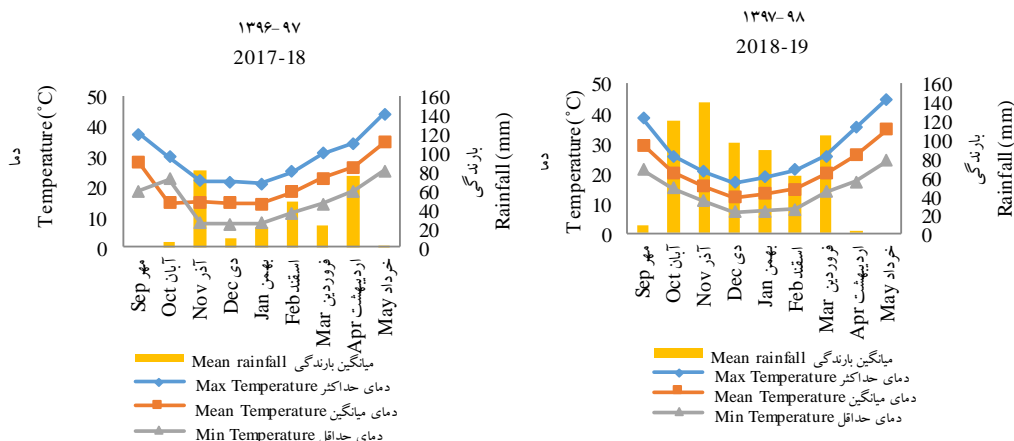 ۱۳۹۶-۹۷
2017-18
دما
Temperature (°C)
50
40
30
20
10
0
160
140
120
100
80
60
40
20
0
بارندگی
Rainfall (mm)
مهر Sep
آبان Oct
آذر Nov
دی Dec
بهمن Jan
اسفند Feb
فروردین Mar
اردیبهشت Apr
خرداد May
میانگین بارندگی Mean rainfall
دمای حداکثر Max Temperature
دمای میانگین Mean Temperature
دمای حداقل Min Temperature
۱۳۹۷-۹۸
2018-19
دما
Temperature (°C)
50
40
30
20
10
0
160
140
120
100
80
60
40
20
0
بارندگی
Rainfall (mm)
مهر Sep
آبان Oct
آذر Nov
دی Dec
بهمن Jan
اسفند Feb
فروردین Mar
اردیبهشت Apr
خرداد May
میانگین بارندگی Mean rainfall
دمای حداکثر Max Temperature
دمای میانگین Mean Temperature
دمای حداقل Min Temperature